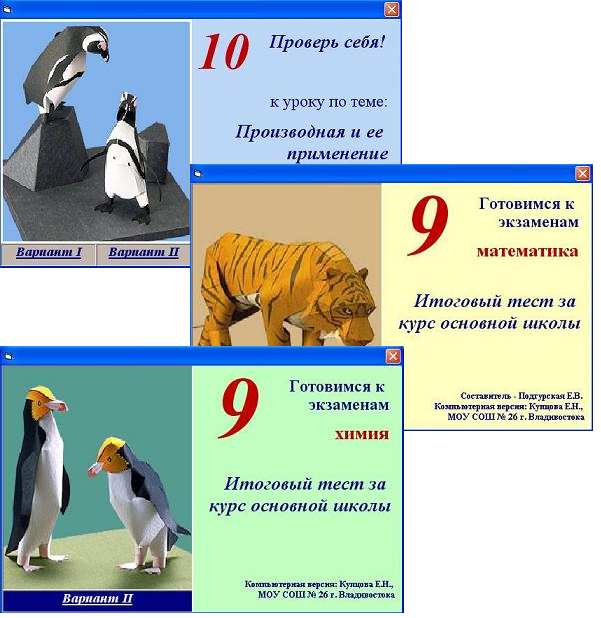 10
Проверь себя!
к уроку по теме:
Производная и ее
применение
Вариант I
Вариант II
9
Готовимся к
экзаменам
математика
Итоговый тест за
курс основной школы
Составитель - Подгурская Е.В.
Компьютерная версия: Купцова Е.Н.,
МОУ СОШ № 26 г. Владивостока
9
Готовимся к
экзаменам
химия
Итоговый тест за
курс основной школы
Компьютерная версия: Купцова Е.Н.,
МОУ СОШ № 26 г. Владивостока
Вариант II